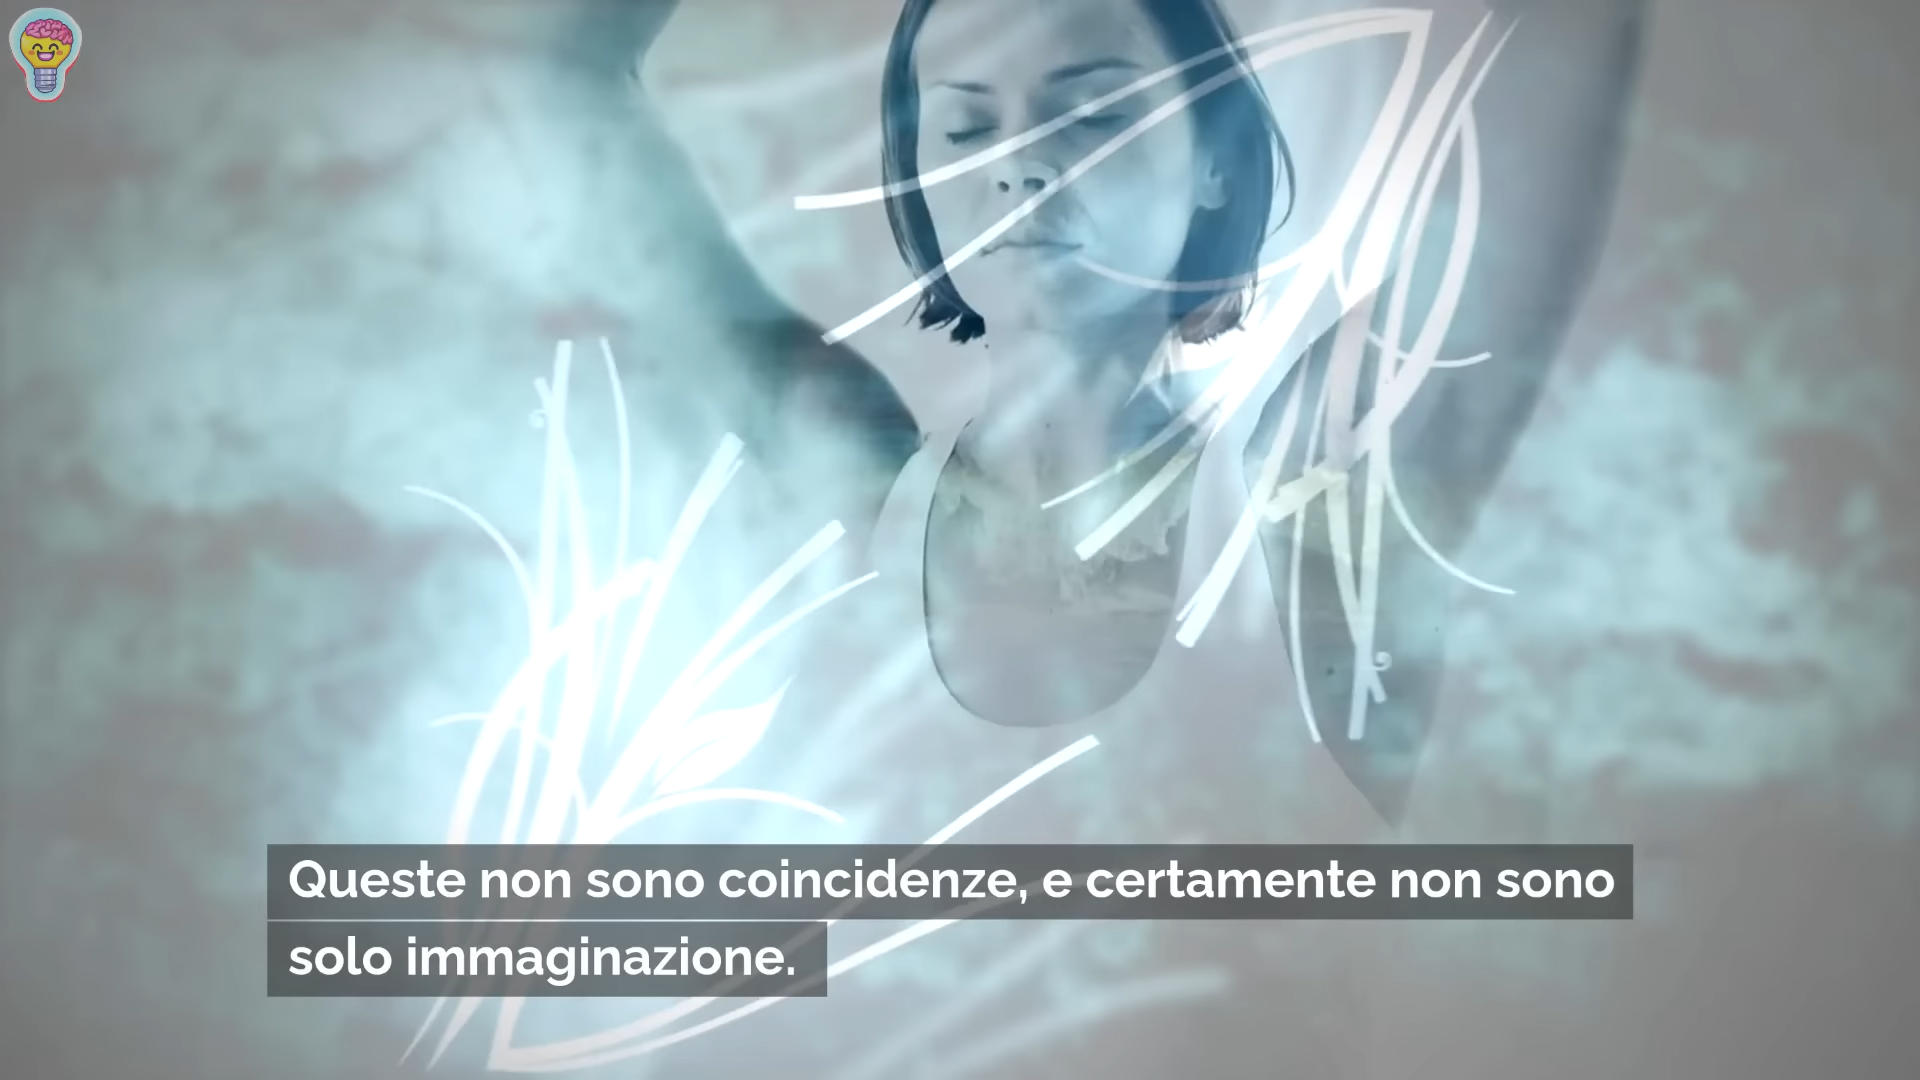 Queste non sono coincidenze, e certamente non sono
solo immaginazione.